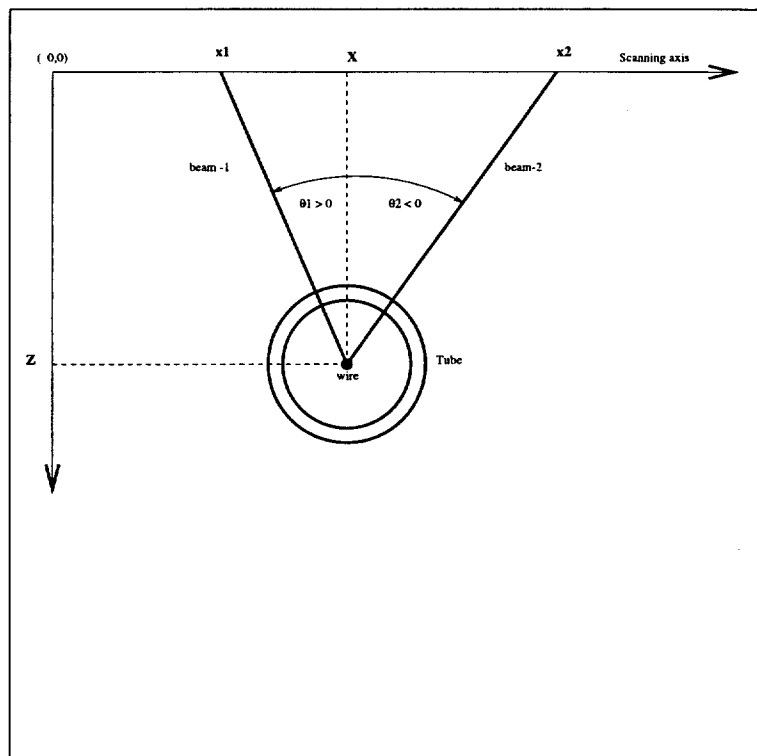 x1 X x2
( 0,0) Scanning axis
beam -1 beam-2
θ1 > 0 θ2 < 0
Z Tube
wire